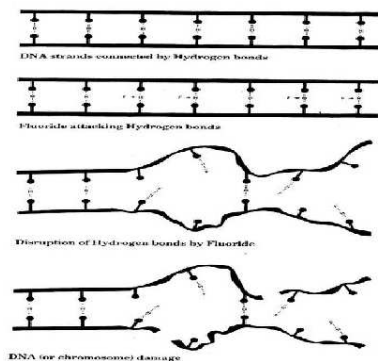 DNA strands connected by Hydrogen bonds
Fluoride attacking Hydrogen bonds
Disruption of Hydrogen bonds by Fluoride
DNA (or chromosome) damage